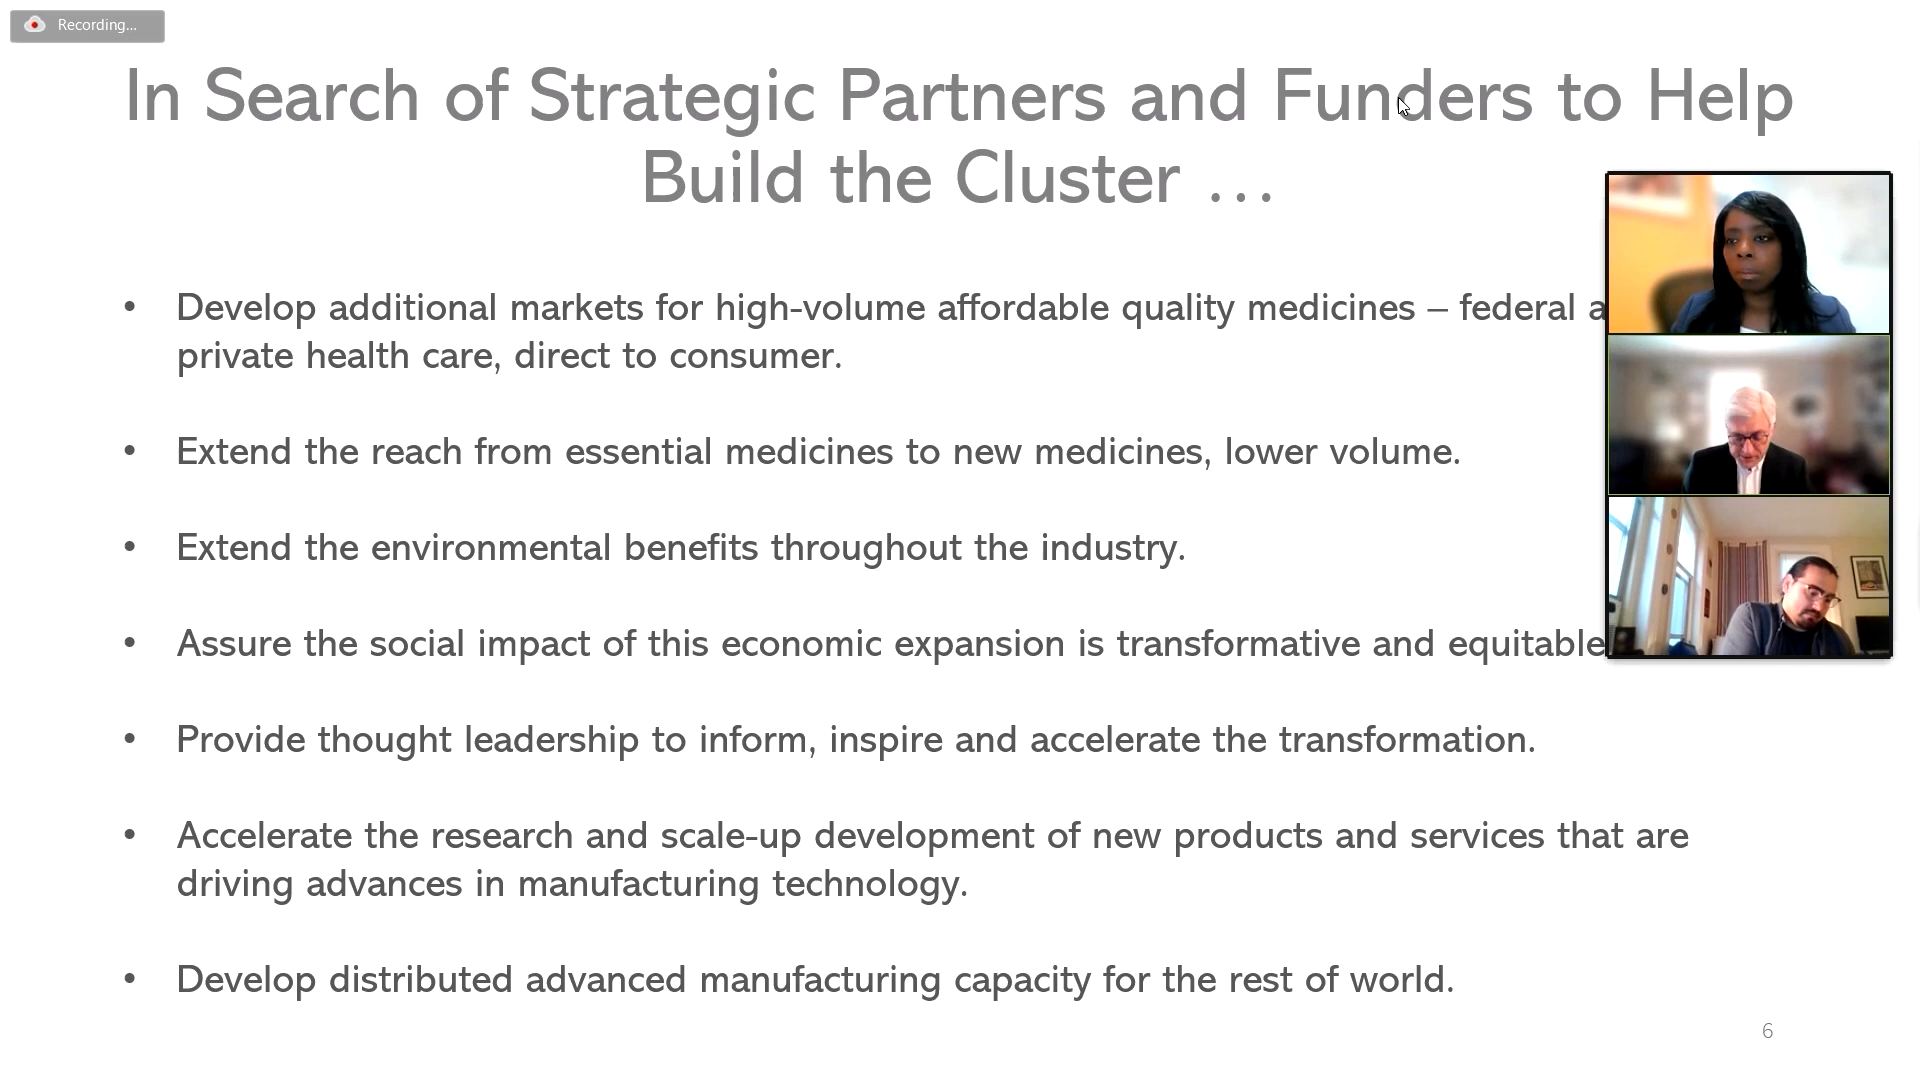 Recording...
In Search of Strategic Partners and Funders to Help
Build the Cluster …
• Develop additional markets for high-volume affordable quality medicines – federal
private health care, direct to consumer.
• Extend the reach from essential medicines to new medicines, lower volume.
• Extend the environmental benefits throughout the industry.
• Assure the social impact of this economic expansion is transformative and equitable
• Provide thought leadership to inform, inspire and accelerate the transformation.
• Accelerate the research and scale-up development of new products and services that are
driving advances in manufacturing technology.
• Develop distributed advanced manufacturing capacity for the rest of world.
6